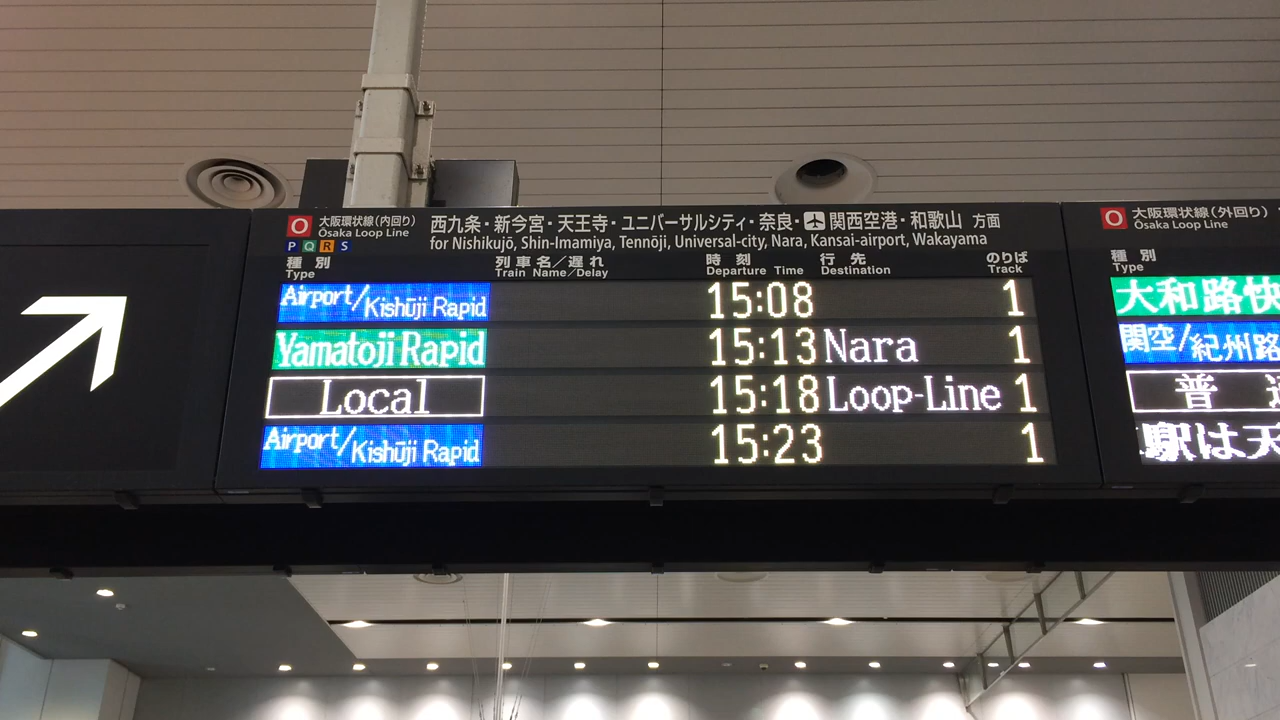 O 大阪環状線(内回り)
Ōsaka Loop Line
P Q R S
西九条・新今宮・天王寺・ユニバーサルシティ・奈良・関西空港・和歌山 方面
for Nishikujō, Shin-Imamiya, Tennōji, Universal-city, Nara, Kansai-airport, Wakayama
種別 列車名/遅れ 時刻 行先 のりば
Type Train Name/Delay Departure Time Destination Track
Airport/Kishūji Rapid 15:08 1
Yamatoji Rapid 15:13 Nara 1
Local 15:18 Loop-Line 1
Airport/Kishūji Rapid 15:23 1
O 大阪環状線(外回り)
Ōsaka Loop Line
種別
Type
大和路快
関空/紀州路
普
駅は天